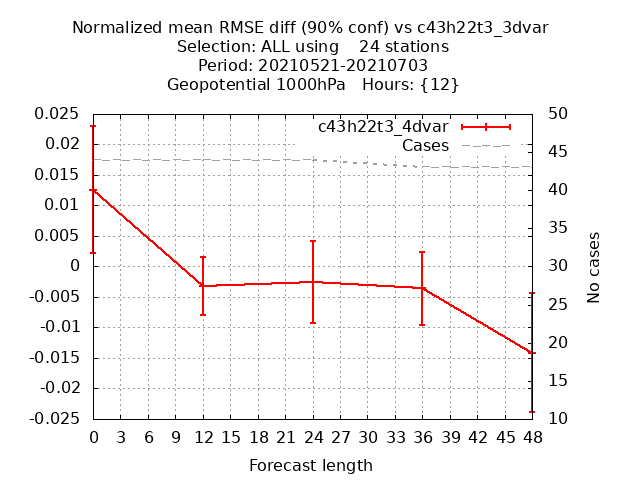 Normalized mean RMSE diff (90% conf) vs c43h22t3_3dvar
Selection: ALL using    24 stations
Period: 20210521-20210703
Geopotential 1000hPa   Hours: {12}
0.025
0.02
0.015
0.01
0.005
0
-0.005
-0.01
-0.015
-0.02
-0.025
c43h22t3_4dvar
Cases
50
45
40
35
30
25
20
15
10
No cases
0 3 6 9 12 15 18 21 24 27 30 33 36 39 42 45 48
Forecast length